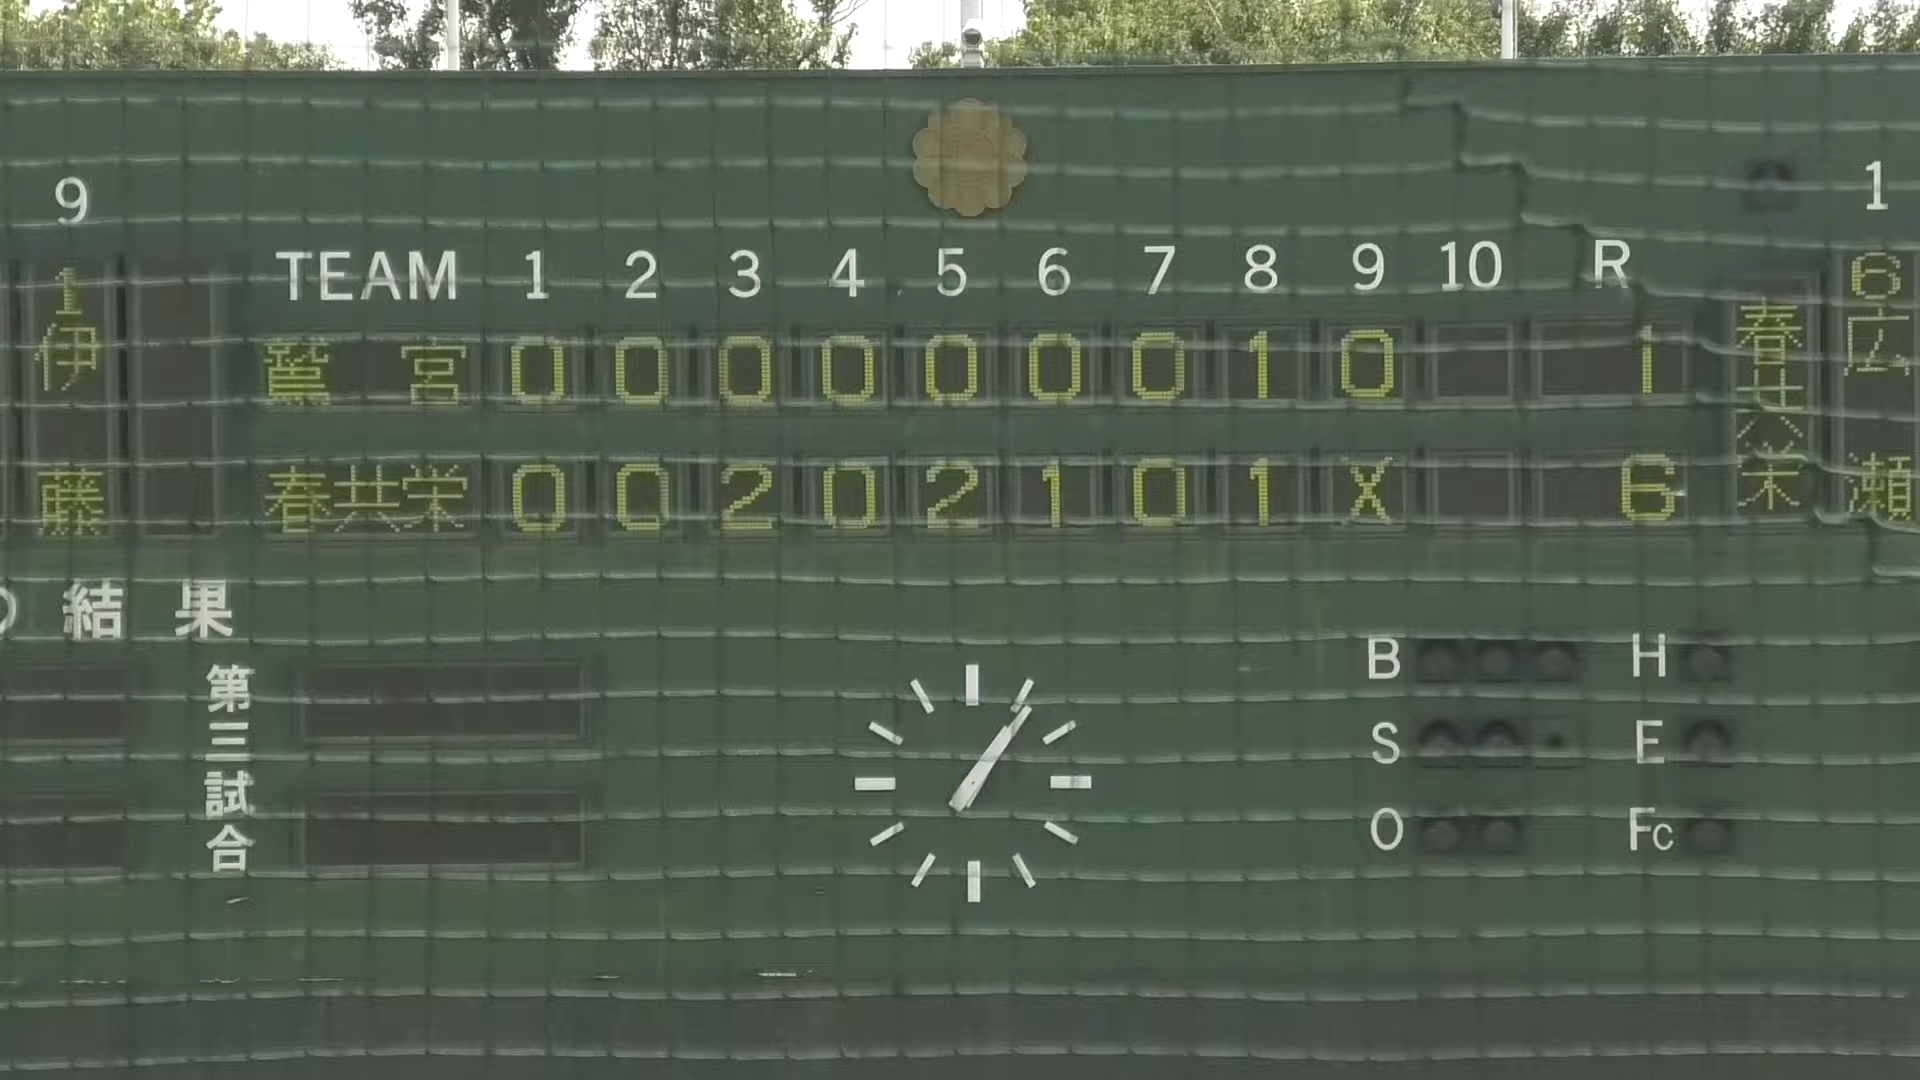 9
1
伊藤
TEAM 1 2 3 4 5 6 7 8 9 10 R
鷲宮 0 0 0 0 0 0 0 1 0 1
春共栄 0 0 2 0 2 1 0 1 X 6
春共栄
1
6
広瀬
結果
第三試合
B H
S E
O Fc